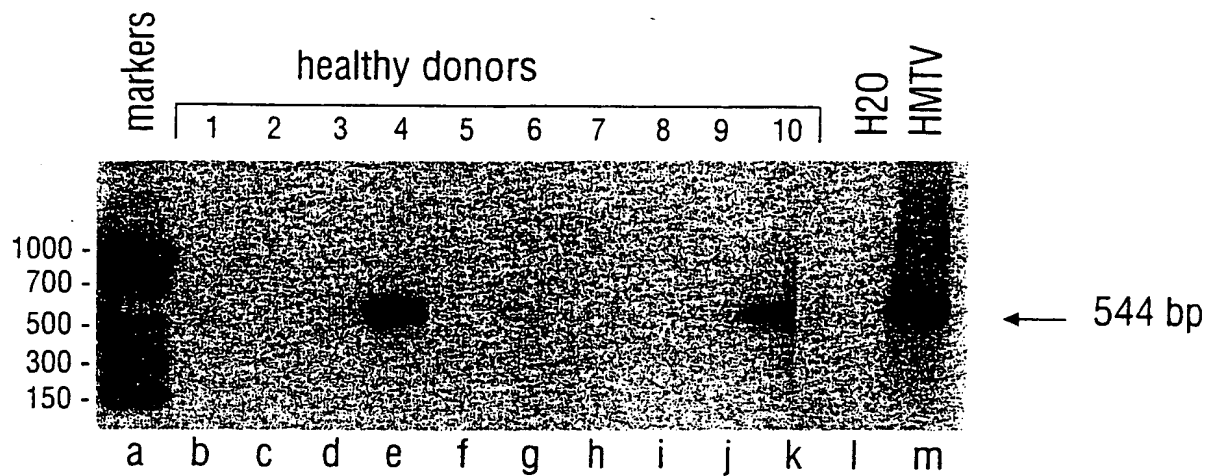 markers
healthy donors
H2O
HMTV
1 2 3 4 5 6 7 8 9 10
1000 -
700 -
500 -
300 -
150 -
544 bp
a b c d e f g h i j k l m